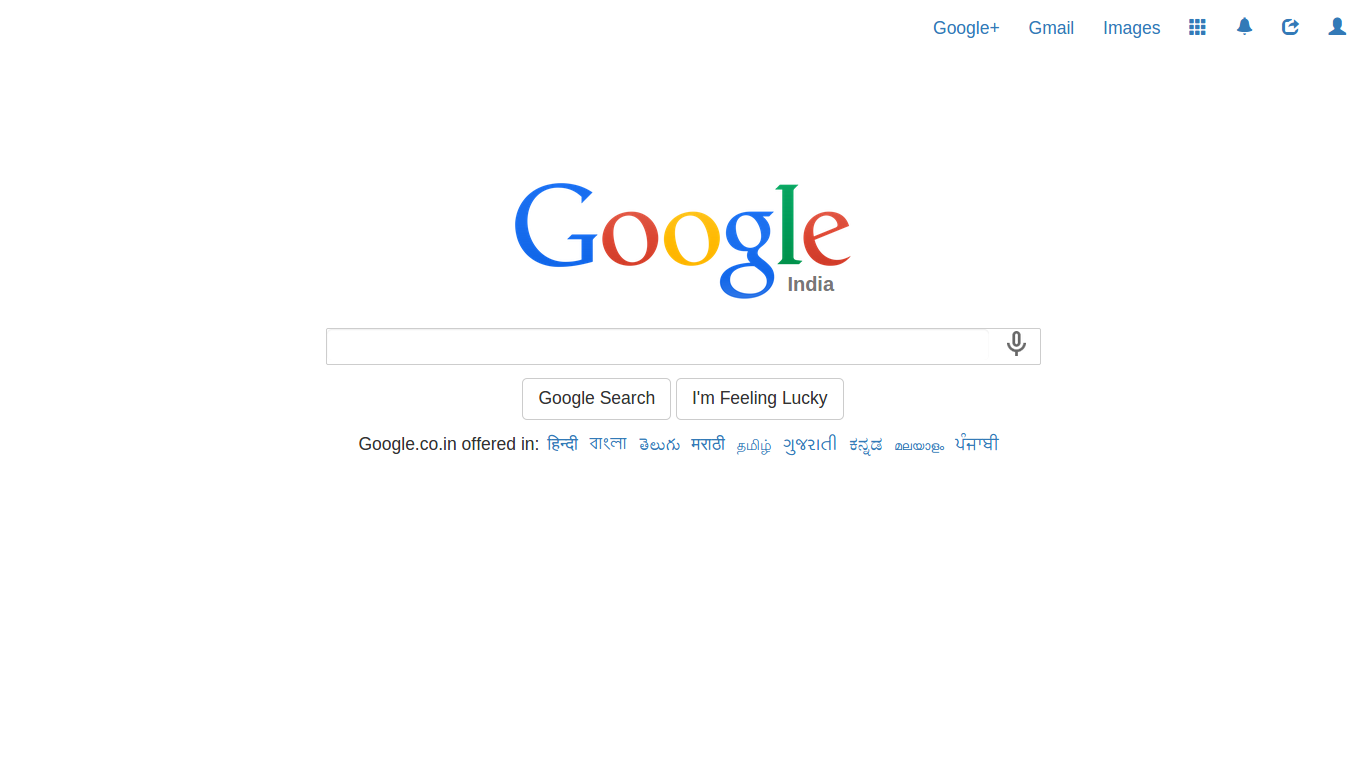 Google+ Gmail Images
Google
India
Google Search I'm Feeling Lucky
Google.co.in offered in: हिन्दी বাংলা తెలుగు मराठी தமிழ் ગુજરાતી ಕನ್ನಡ മലയാളം ਪੰਜਾਬੀ